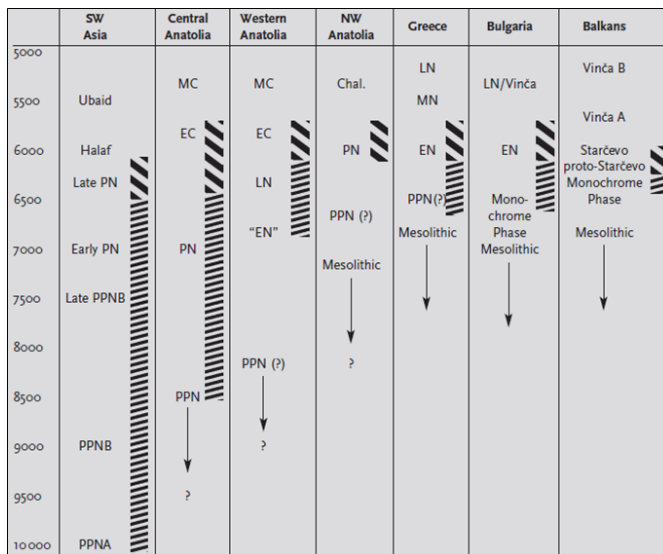 SW Asia
Central Anatolia
Western Anatolia
NW Anatolia
Greece
Bulgaria
Balkans
5000
LN
Vinča B
MC
MC
Chal.
LN/Vinča
5500
Ubaid
MN
Vinča A
EC
EC
6000
Halaf
PN
EN
EN
Starčevo
proto-Starčevo
Late PN
LN
Monochrome
Phase
6500
PPN(?)
Mono-
chrome
Phase
PPN (?)
"EN"
Mesolithic
Mesolithic
7000
Early PN
PN
Mesolithic
Mesolithic
7500
Late PPNB
8000
PPN (?)
?
8500
PPN
9000
PPNB
?
9500
?
10000
PPNA